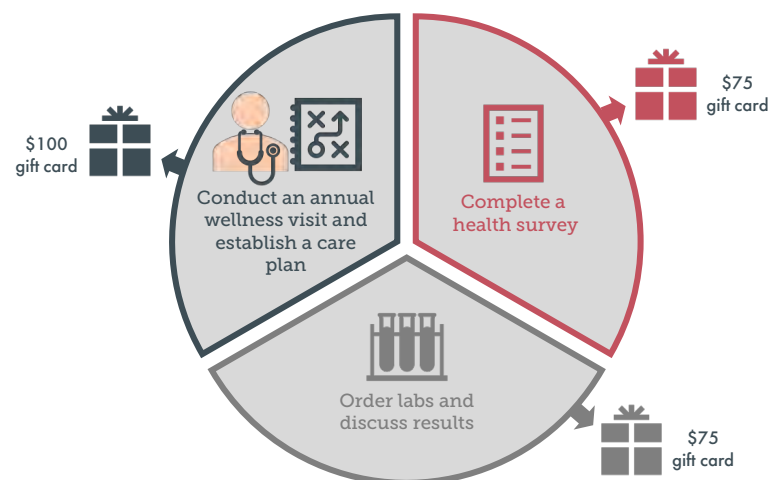 $100
gift card
Conduct an annual
wellness visit and
establish a care
plan
Complete a
health survey
$75
gift card
Order labs and
discuss results
$75
gift card